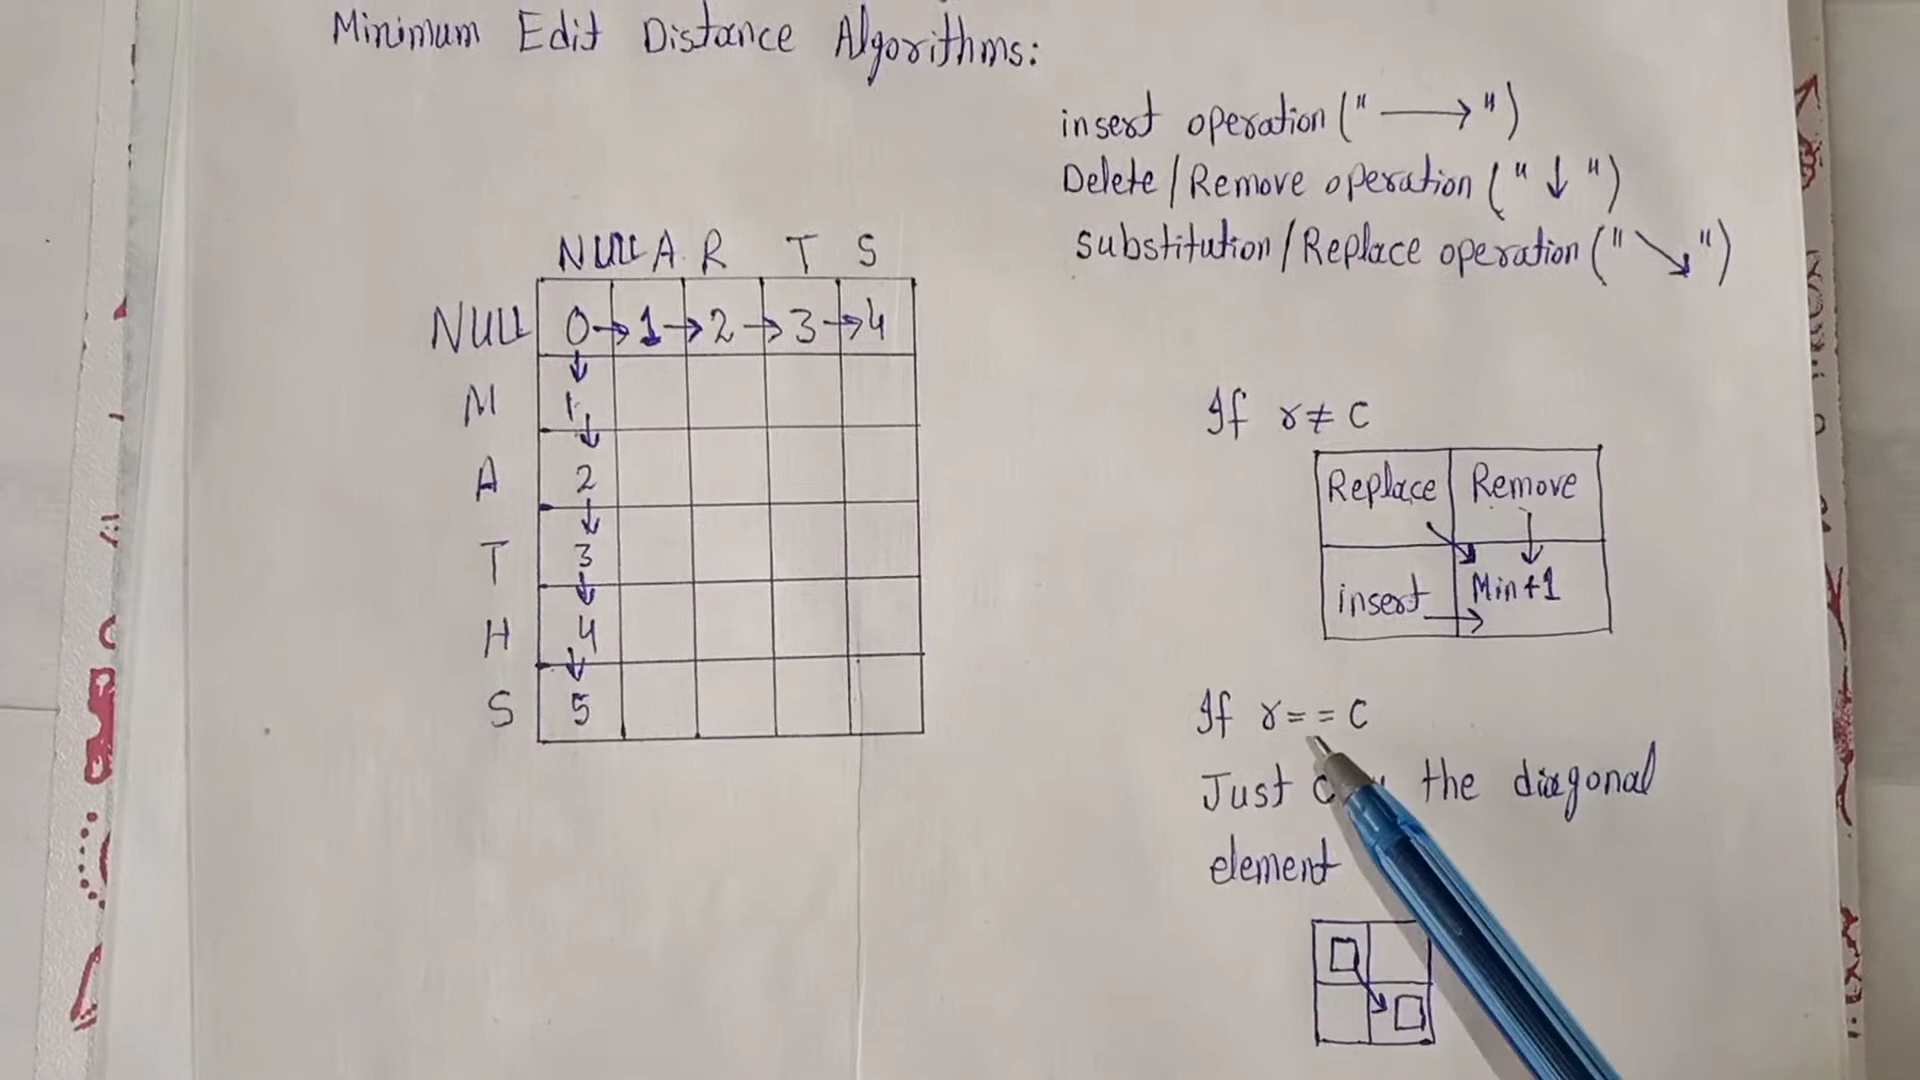 Minimum Edit Distance Algorithms:
insert operation (" → ")
Delete/Remove operation (" ↓ ")
substitution/Replace operation (" ↘ ")
NULL A R T S
NULL 0 → 1 → 2 → 3 → 4
↓
M 1
↓
A 2
↓
T 3
↓
H 4
↓
S 5
If r ≠ c
Replace Remove
insert Min+1
If r == c
Just the diagonal
element